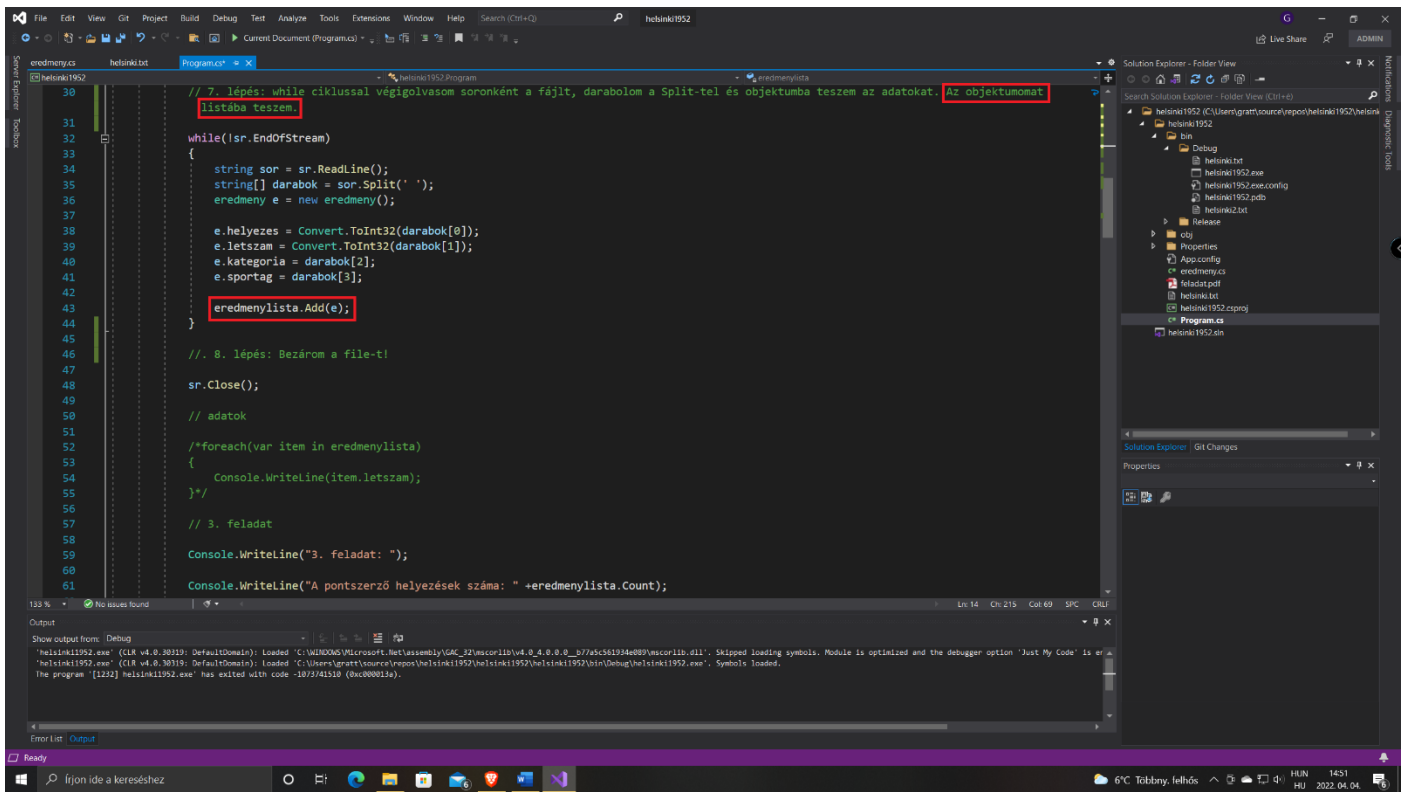 File Edit View Git Project Build Debug Test Analyze Tools Extensions Window Help Search (Ctrl+Q) helsinki1952 G
Current Document (Program.cs) Live Share ADMIN
eredmeny.cs helsinki.txt Program.cs*
helsinki1952 helsinki1952.Program eredmenylista
30 // 7. lépés: while ciklussal végigolvasom soronként a fájlt, darabolom a Split-tel és objektumba teszem az adatokat. Az objektumomat
listába teszem.
31
32 while(!sr.EndOfStream)
33 {
34 string sor = sr.ReadLine();
35 string[] darabok = sor.Split(' ');
36 eredmeny e = new eredmeny();
37
38 e.helyezes = Convert.ToInt32(darabok[0]);
39 e.letszam = Convert.ToInt32(darabok[1]);
40 e.kategoria = darabok[2];
41 e.sportag = darabok[3];
42
43 eredmenylista.Add(e);
44 }
45
46 //. 8. lépés: Bezárom a file-t!
47
48 sr.Close();
49
50 // adatok
51
52 /*foreach(var item in eredmenylista)
53 {
54 Console.WriteLine(item.letszam);
55 }*/
56
57 // 3. feladat
58
59 Console.WriteLine("3. feladat: ");
60
61 Console.WriteLine("A pontszerző helyezések száma: " +eredmenylista.Count);
133 % No issues found Ln: 14 Ch: 215 Col: 69 SPC CRLF
Output
Show output from: Debug
'helsinki1952.exe' (CLR v4.0.30319: DefaultDomain): Loaded 'C:\WINDOWS\Microsoft.Net\assembly\GAC_32\mscorlib\v4.0_4.0.0.0__b77a5c561934e089\mscorlib.dll'. Skipped loading symbols. Module is optimized and the debugger option 'Just My Code' is en
'helsinki1952.exe' (CLR v4.0.30319: DefaultDomain): Loaded 'C:\Users\gratt\source\repos\helsinki1952\helsinki1952\helsinki1952\bin\Debug\helsinki1952.exe'. Symbols loaded.
The program '[1232] helsinki1952.exe' has exited with code -1073741510 (0xc000013a).
Error List Output
Server Explorer
Toolbox
Solution Explorer - Folder View
Search Solution Explorer - Folder View (Ctrl+é)
helsinki1952 (C:\Users\gratt\source\repos\helsinki1952\helsink
helsinki1952
bin
Debug
helsinki.txt
helsinki1952.exe
helsinki1952.exe.config
helsinki1952.pdb
helsinki2.txt
Release
obj
Properties
App.config
eredmeny.cs
feladat.pdf
helsinki.txt
helsinki1952.csproj
Program.cs
helsinki1952.sln
Solution Explorer Git Changes
Properties
Notifications
Diagnostic Tools
Ready
Írjon ide a kereséshez 6°C Többny. felhős HUN 14:51
HU 2022. 04. 04.